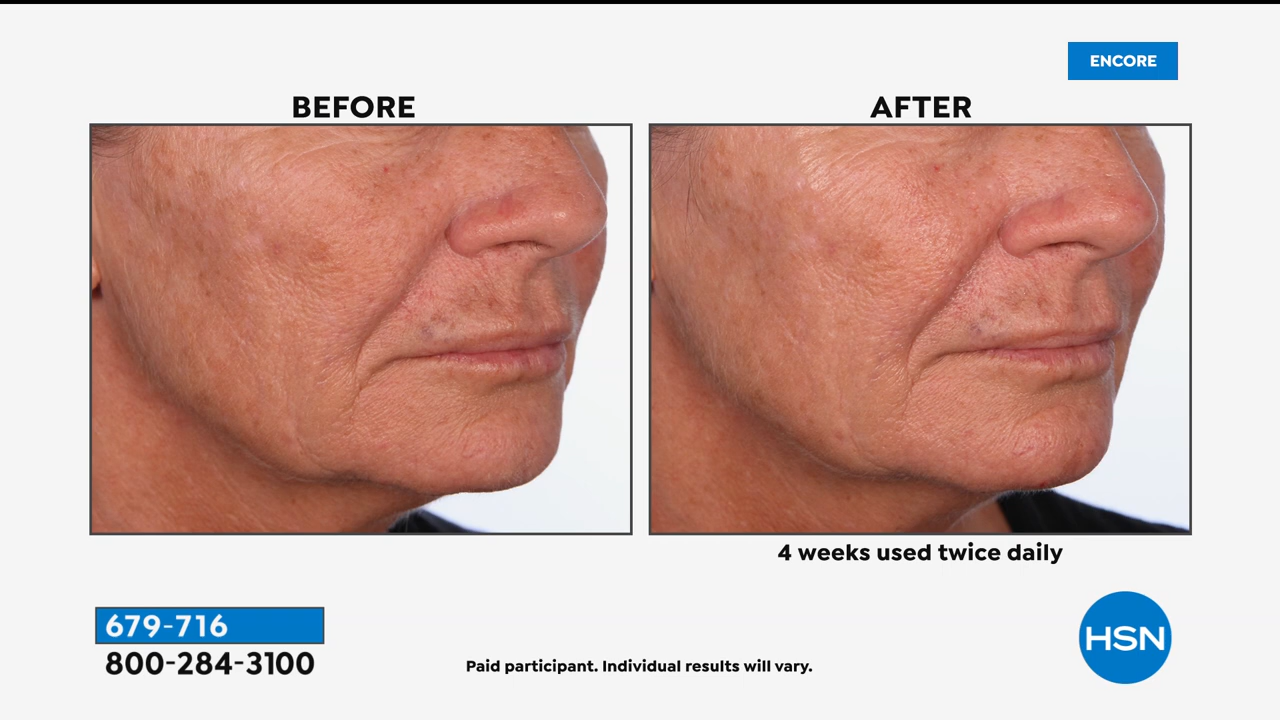 ENCORE
BEFORE
AFTER
4 weeks used twice daily
679-716
800-284-3100
Paid participant. Individual results will vary.
HSN